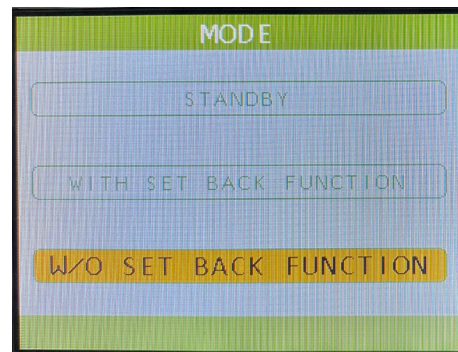 MODE
STANDBY
WITH SET BACK FUNCTION
W/O SET BACK FUNCTION